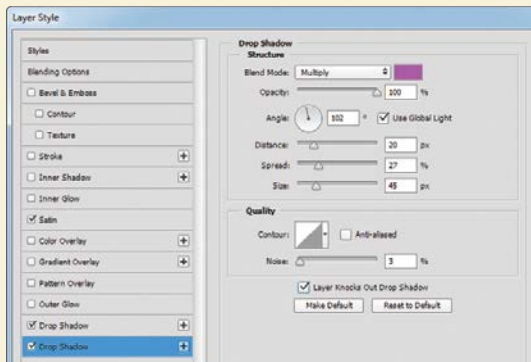 Layer Style
Styles
Blending Options
Bevel & Emboss
Contour
Texture
Stroke
Inner Shadow
Inner Glow
Satin
Color Overlay
Gradient Overlay
Pattern Overlay
Outer Glow
Drop Shadow
Drop Shadow
Drop Shadow
Structure
Blend Mode: Multiply
Opacity: 100 %
Angle: 102 ° Use Global Light
Distance: 20 px
Spread: 27 %
Size: 45 px
Quality
Contour: Anti-aliased
Noise: 3 %
Layer Knocks Out Drop Shadow
Make Default Reset to Default